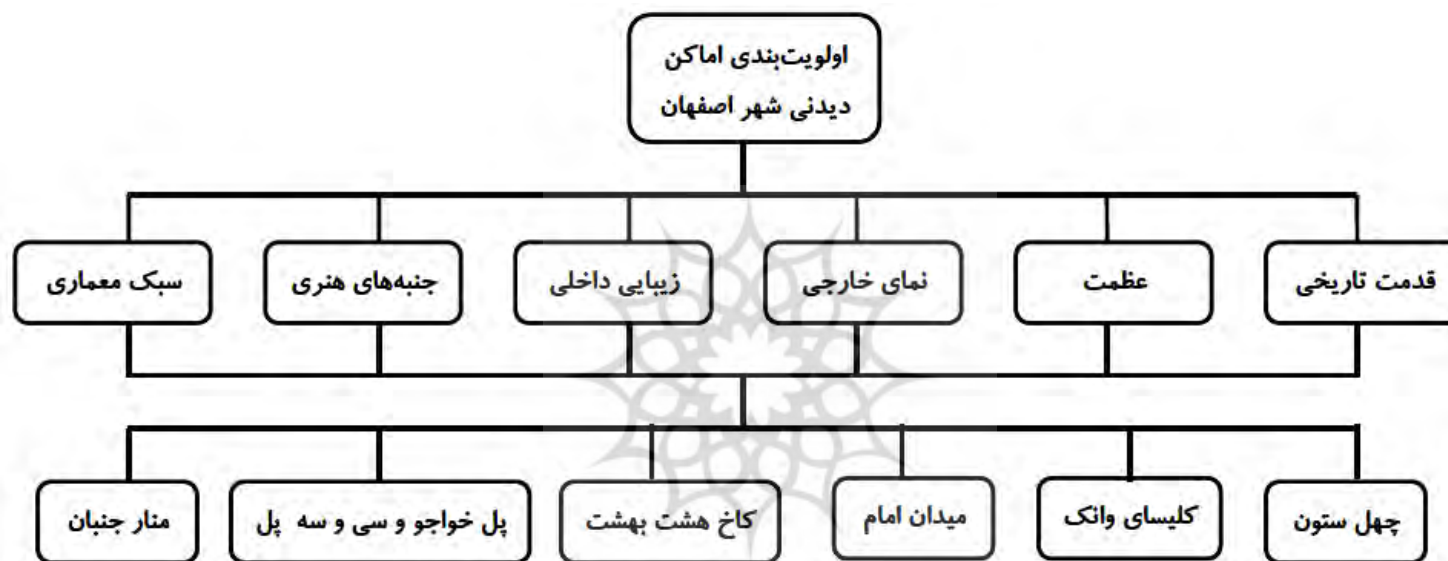 اولویت‌بندی اماکن
دیدنی شهر اصفهان
قدمت تاریخی
عظمت
نمای خارجی
زیبایی داخلی
جنبه‌های هنری
سبک معماری
چهل ستون
کلیسای وانک
میدان امام
کاخ هشت بهشت
پل خواجو و سی و سه پل
منار جنبان